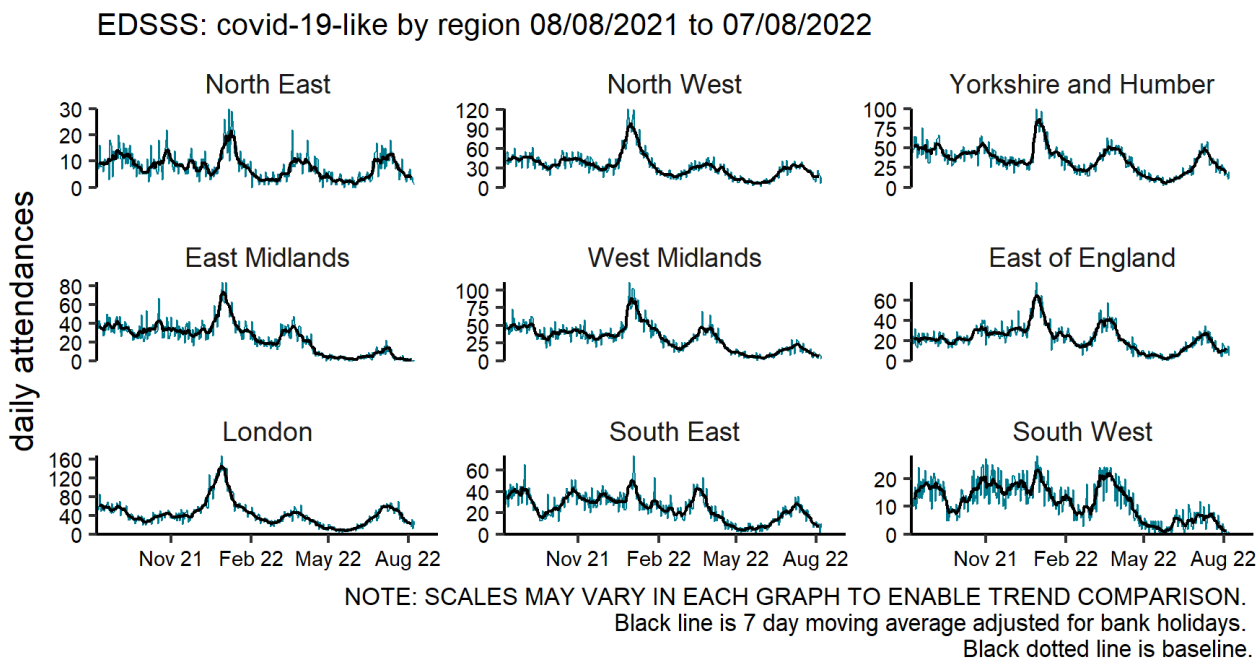 EDSSS: covid-19-like by region 08/08/2021 to 07/08/2022
daily attendances
North East
30
20
10
0
North West
120
90
60
30
0
Yorkshire and Humber
100
75
50
25
0
East Midlands
80
60
40
20
0
West Midlands
100
75
50
25
0
East of England
60
40
20
0
London
160
120
80
40
0
Nov 21 Feb 22 May 22 Aug 22
South East
60
40
20
0
Nov 21 Feb 22 May 22 Aug 22
South West
20
10
0
Nov 21 Feb 22 May 22 Aug 22
NOTE: SCALES MAY VARY IN EACH GRAPH TO ENABLE TREND COMPARISON.
Black line is 7 day moving average adjusted for bank holidays.
Black dotted line is baseline.